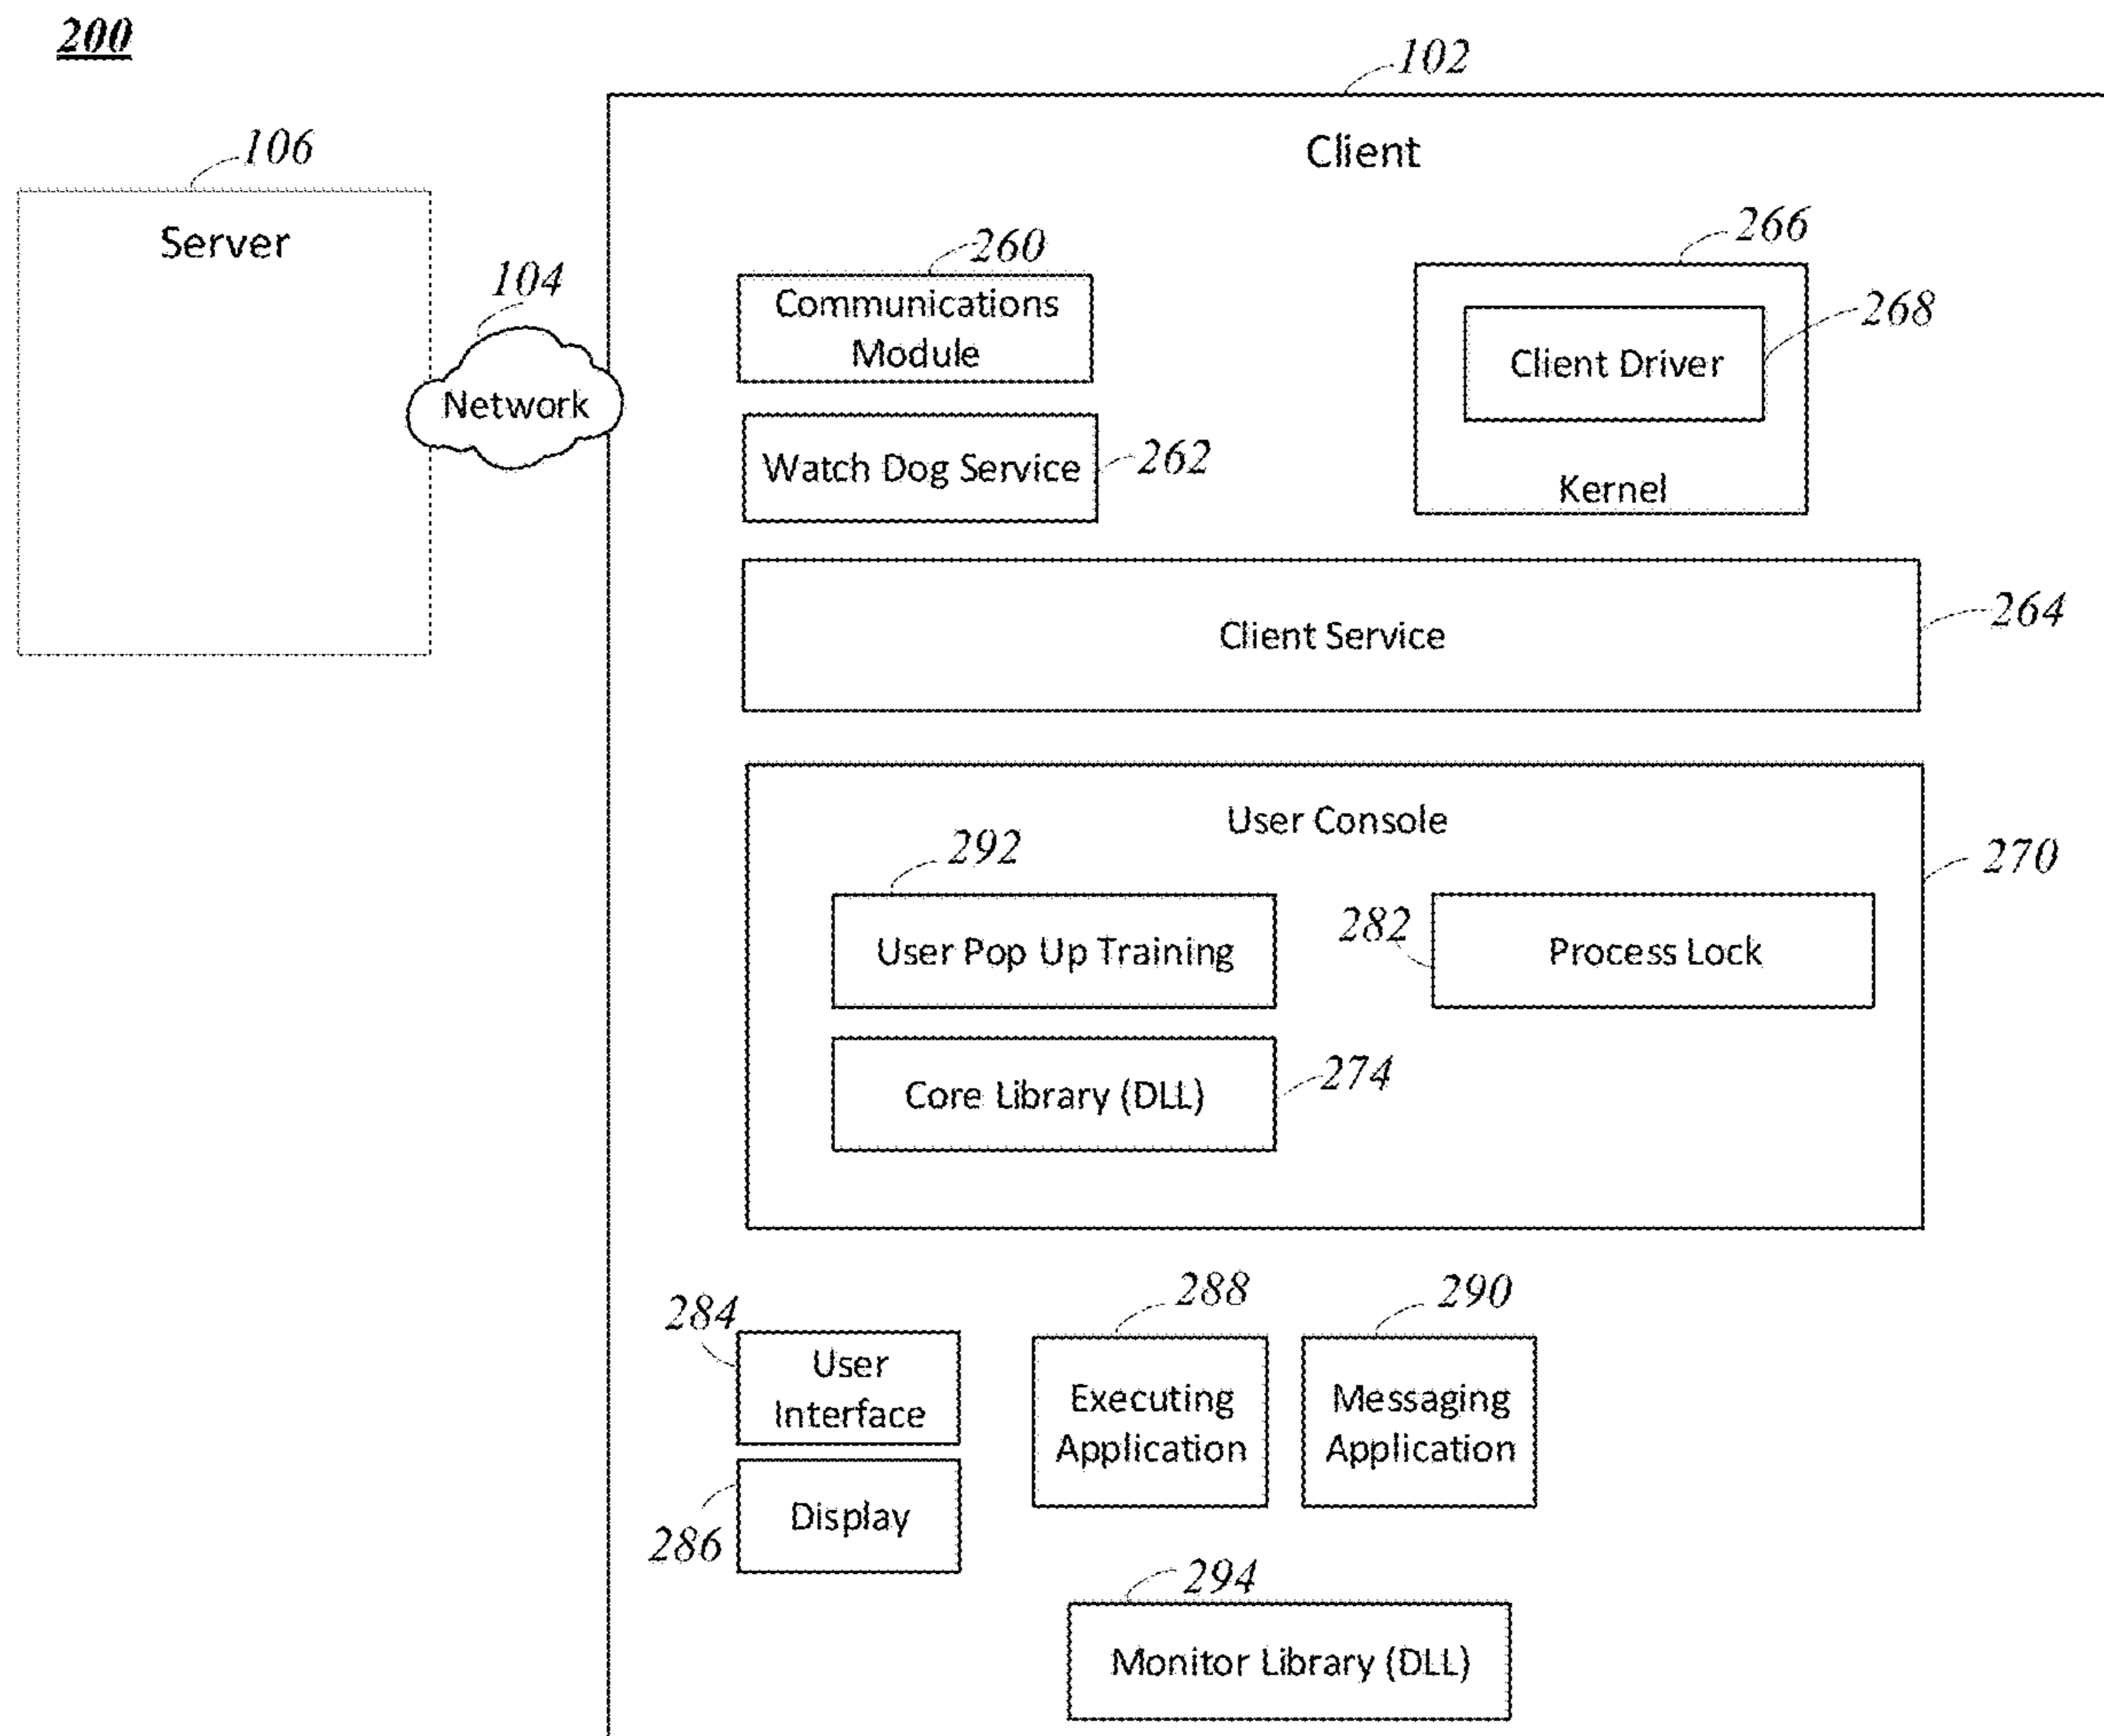 200
102
Client
106
Server
104
Network
260
Communications
Module
266
268
Client Driver
Kernel
Watch Dog Service
262
Client Service
264
User Console
270
292
User Pop Up Training
282
Process Lock
Core Library (DLL)
274
284
User
Interface
286
Display
288
Executing
Application
290
Messaging
Application
294
Monitor Library (DLL)